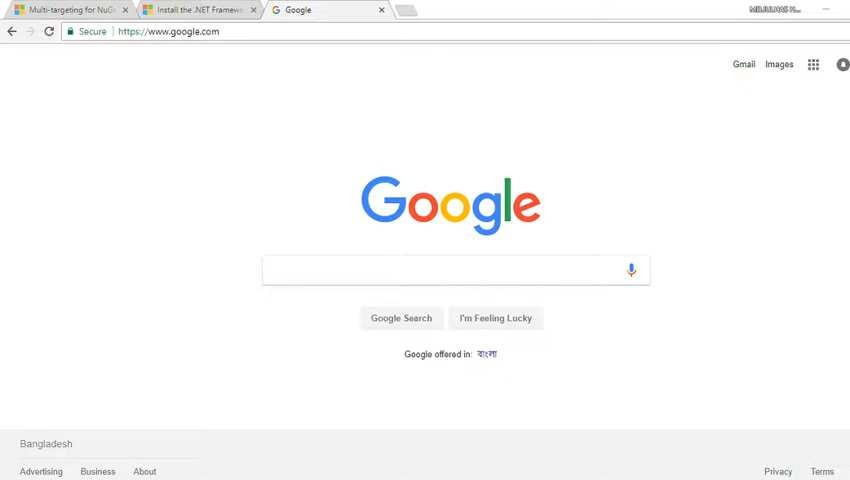 Multi-targeting for NuG
Install the .NET Framew
Google
Secure
https://www.google.com
Gmail
Images
Google
Google Search
I'm Feeling Lucky
Google offered in: বাংলা
Bangladesh
Advertising
Business
About
Privacy
Terms